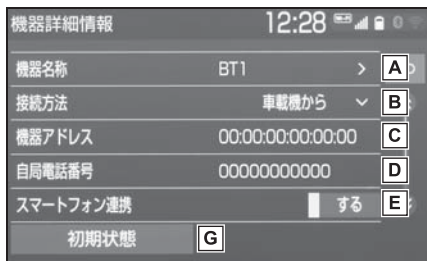 機器詳細情報 12:28
機器名称 BT1 > A
接続方法 車載機から B
機器アドレス 00:00:00:00:00:00 C
自局電話番号 00000000000 D
スマートフォン連携 する E
初期状態 G